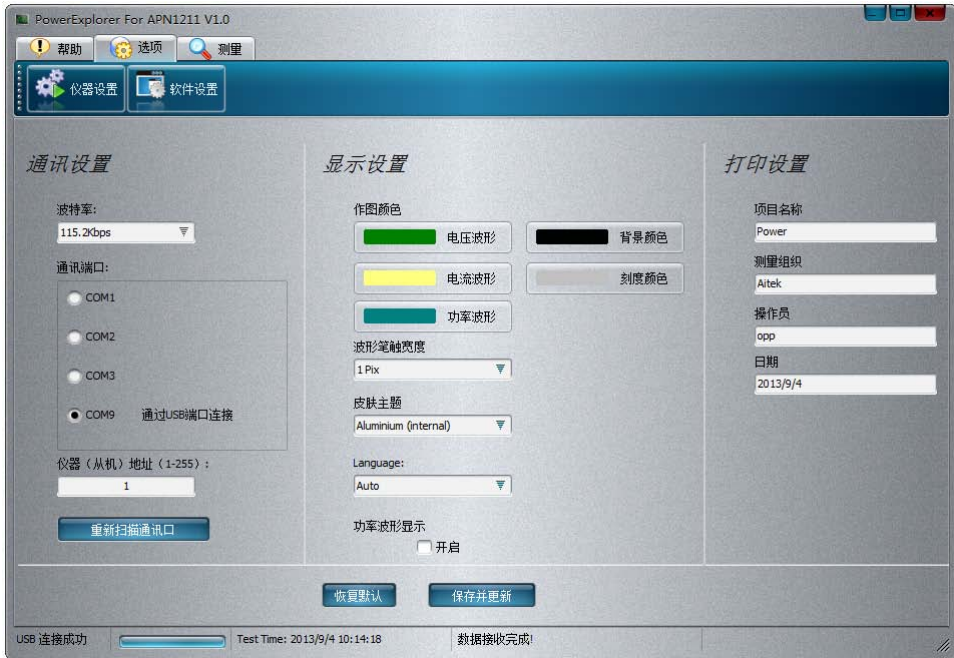 PowerExplorer For APN1211 V1.0
帮助 选项 测量
仪器设置 软件设置
通讯设置
波特率:
115.2Kbps
通讯端口:
COM1
COM2
COM3
COM9 通过USB端口连接
仪器（从机）地址（1-255）:
1
重新扫描通讯口
显示设置
作图颜色
电压波形 背景颜色
电流波形 刻度颜色
功率波形
波形笔触宽度
1 Pix
皮肤主题
Aluminium (internal)
Language:
Auto
功率波形显示
开启
打印设置
项目名称
Power
测量组织
Aitek
操作员
opp
日期
2013/9/4
恢复默认 保存并更新
USB 连接成功 Test Time: 2013/9/4 10:14:18 数据接收完成!